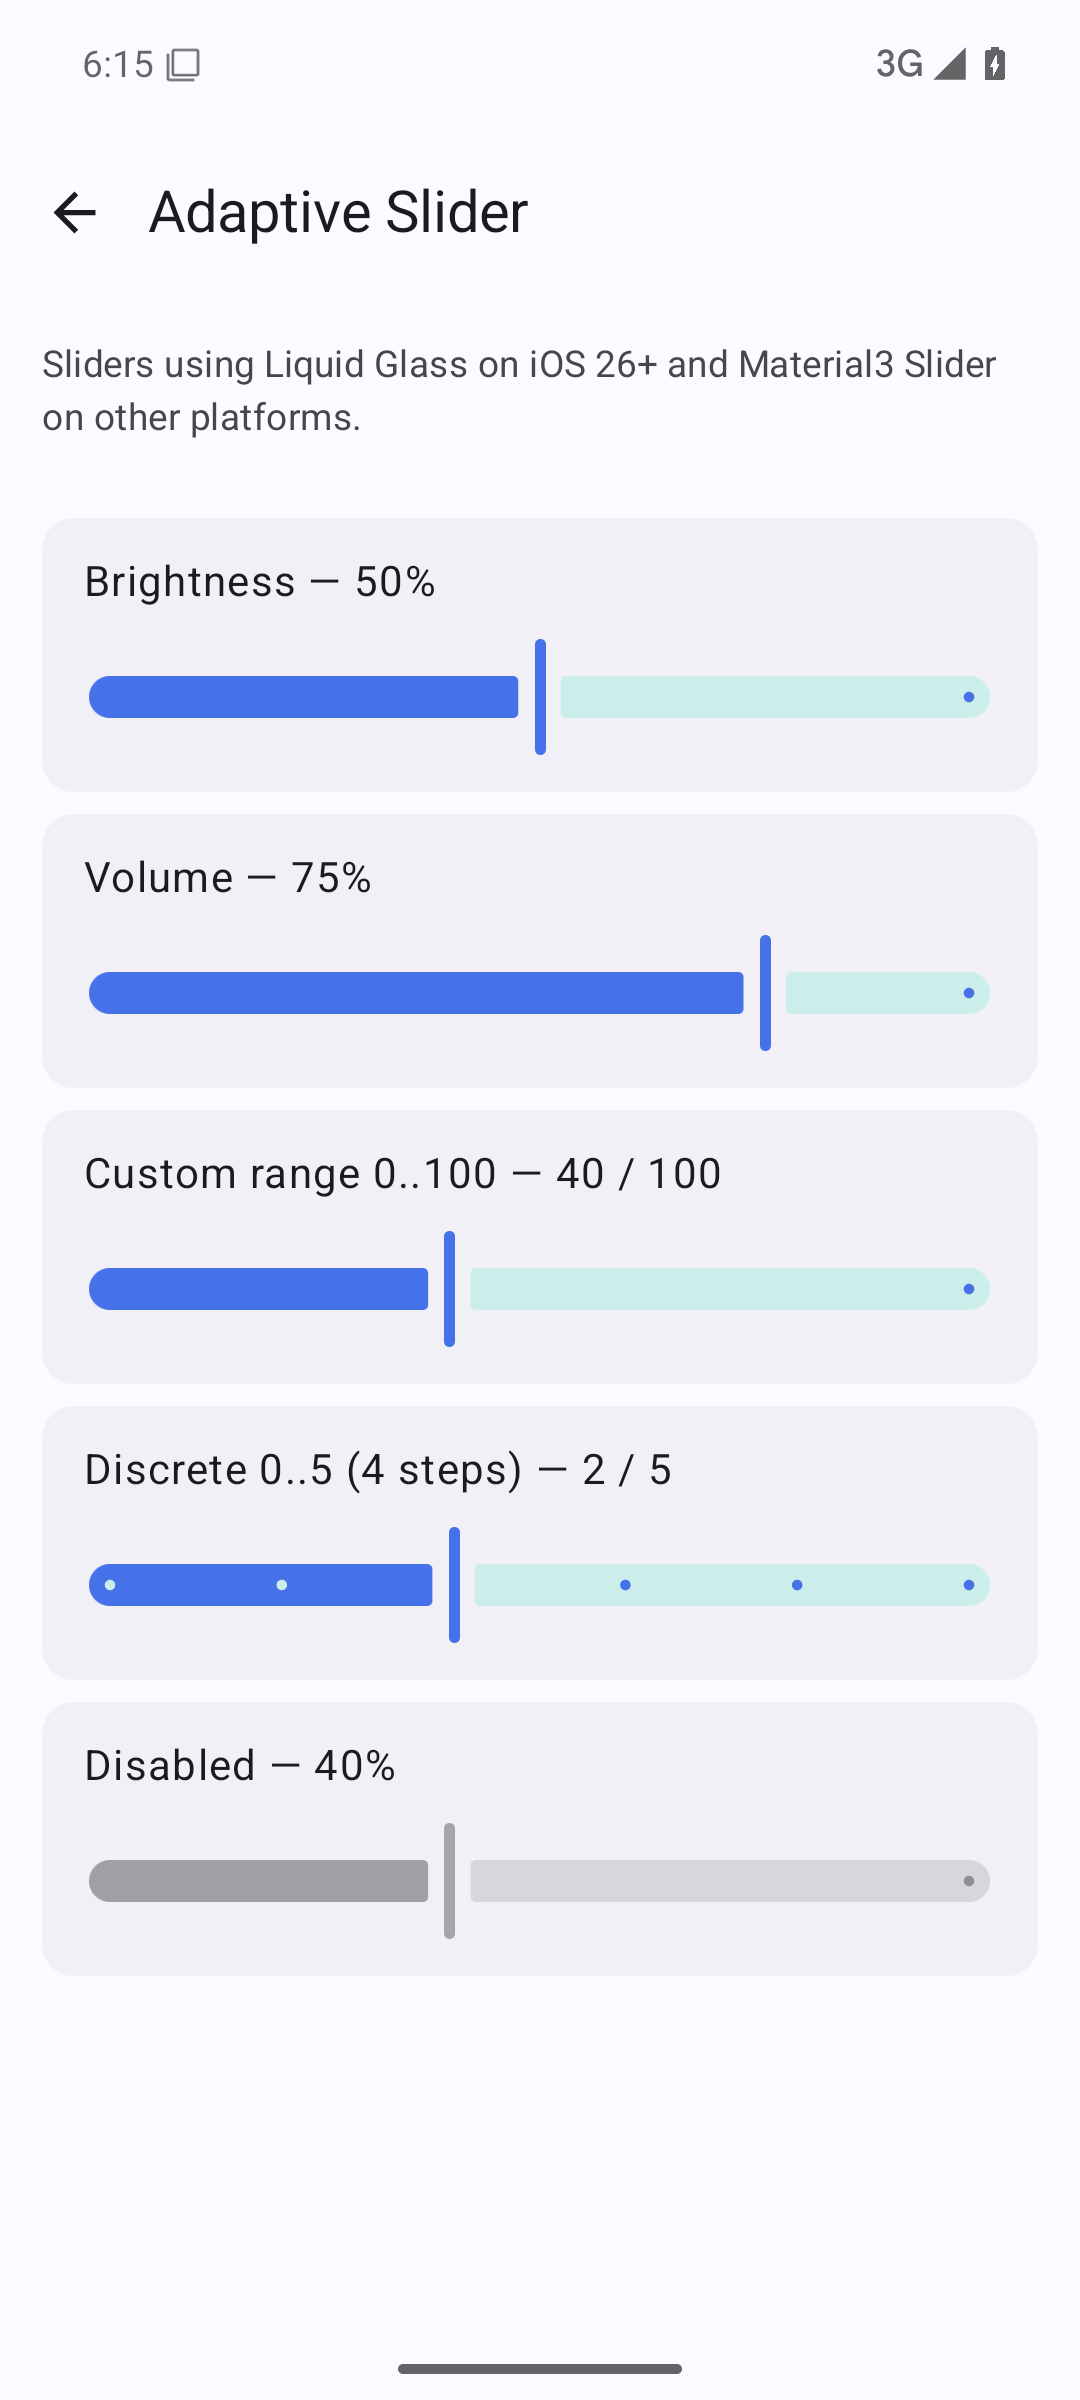 6:15
3G
Adaptive Slider
Sliders using Liquid Glass on iOS 26+ and Material3 Slider
on other platforms.
Brightness — 50%
Volume — 75%
Custom range 0..100 — 40 / 100
Discrete 0..5 (4 steps) — 2 / 5
Disabled — 40%